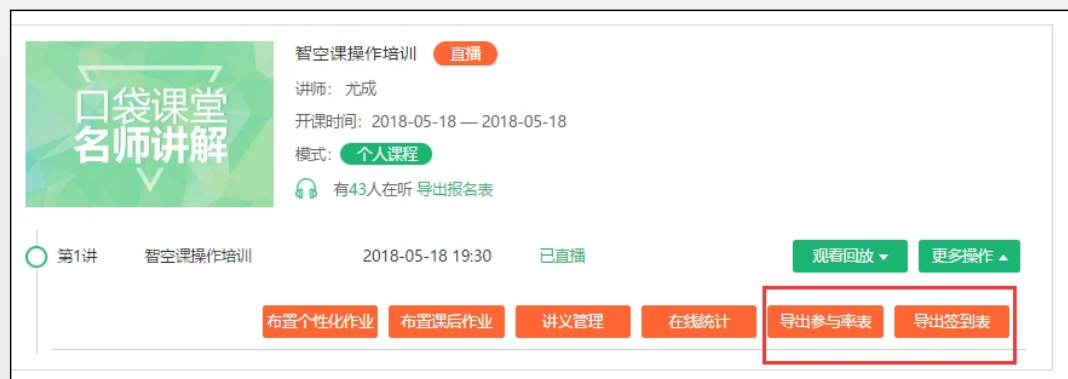 口袋课堂
名师讲解
智空课操作培训 直播
讲师： 尤成
开课时间：2018-05-18 — 2018-05-18
模式： 个人课程
有43人在听 导出报名表
第1讲 智空课操作培训 2018-05-18 19:30 已直播 观看回放 更多操作
布置个性化作业 布置课后作业 讲义管理 在线统计 导出参与率表 导出签到表